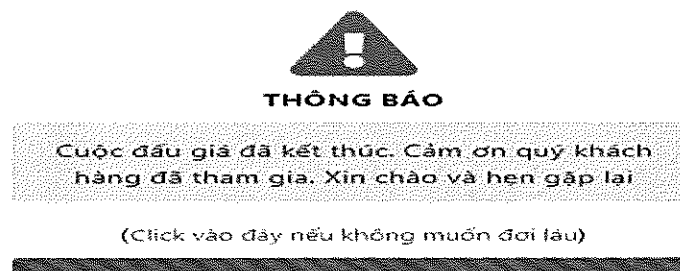 THÔNG BÁO
Cuộc đấu giá đã kết thúc. Cảm ơn quý khách
hàng đã tham gia. Xin chào và hẹn gặp lại
(Click vào đây nếu không muốn đợi lâu)